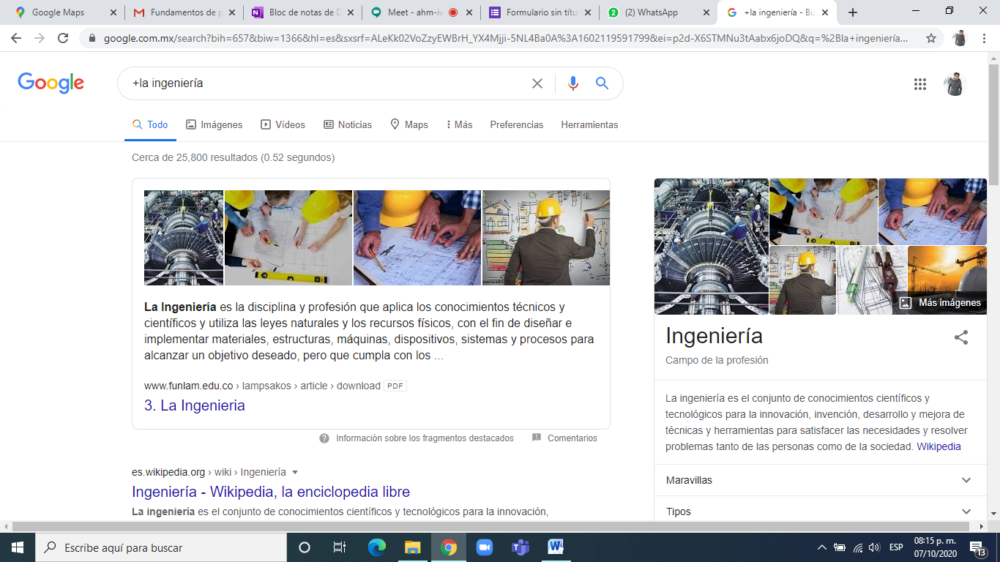 Google Maps
Fundamentos de p
Bloc de notas de D
Meet - ahm-iw
Formulario sin títu
(2) WhatsApp
+la ingeniería - Bu
google.com.mx/search?bih=657&biw=1366&hl=es&sxsrf=ALeKk02VoZzyEWBrH_YX4Mjji-5NL4Ba0A%3A1602119591799&ei=p2d-X6STMNu3tAabx6joDQ&q=%2Bla+ingeniería...
Google
+la ingeniería
Todo
Imágenes
Vídeos
Noticias
Maps
Más
Preferencias
Herramientas
Cerca de 25,800 resultados (0.52 segundos)
La Ingeniería es la disciplina y profesión que aplica los conocimientos técnicos y
científicos y utiliza las leyes naturales y los recursos físicos, con el fin de diseñar e
implementar materiales, estructuras, máquinas, dispositivos, sistemas y procesos para
alcanzar un objetivo deseado, pero que cumpla con los ...
www.funlam.edu.co › lampsakos › article › download PDF
3. La Ingenieria
Información sobre los fragmentos destacados
Comentarios
es.wikipedia.org › wiki › Ingeniería
Ingeniería - Wikipedia, la enciclopedia libre
La ingeniería es el conjunto de conocimientos científicos y tecnológicos para la innovación,
Más imágenes
Ingeniería
Campo de la profesión
La ingeniería es el conjunto de conocimientos científicos y
tecnológicos para la innovación, invención, desarrollo y mejora de
técnicas y herramientas para satisfacer las necesidades y resolver
problemas tanto de las personas como de la sociedad. Wikipedia
Maravillas
Tipos
Escribe aquí para buscar
ESP
08:15 p. m.
07/10/2020
13